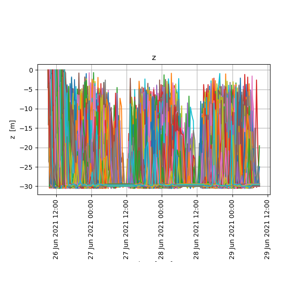 z
0
−5
−10
−15
−20
−25
−30
z [m]
26 Jun 2021 12:00
27 Jun 2021 00:00
27 Jun 2021 12:00
28 Jun 2021 00:00
28 Jun 2021 12:00
29 Jun 2021 00:00
29 Jun 2021 12:00